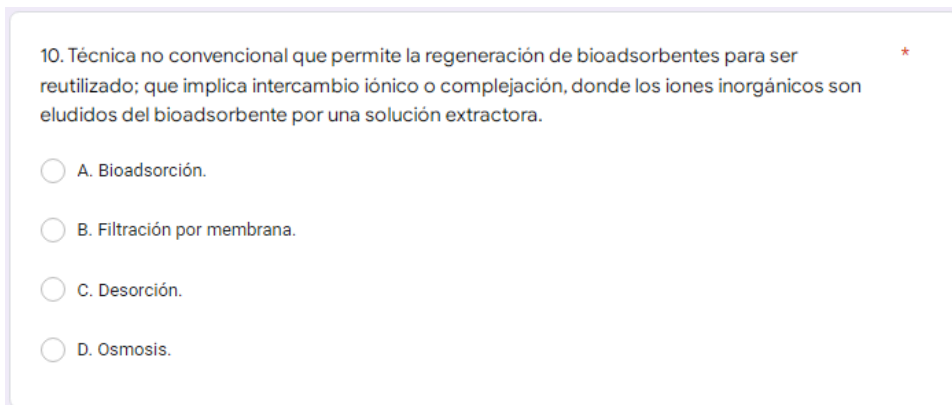 10. Técnica no convencional que permite la regeneración de bioadsorbentes para ser *
reutilizado; que implica intercambio iónico o complejación, donde los iones inorgánicos son
eludidos del bioadsorbente por una solución extractora.
A. Bioadsorción.
B. Filtración por membrana.
C. Desorción.
D. Osmosis.